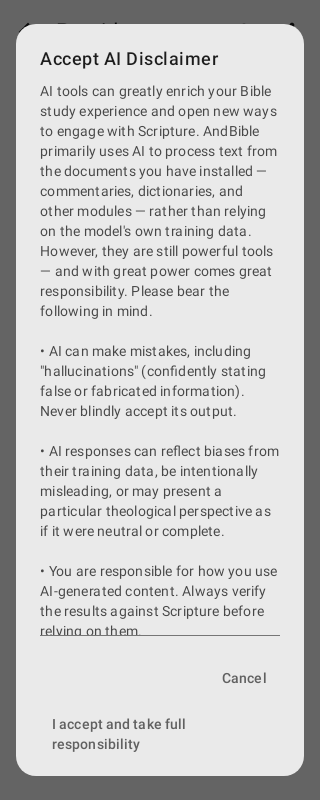 Accept AI Disclaimer
AI tools can greatly enrich your Bible
study experience and open new ways
to engage with Scripture. AndBible
primarily uses AI to process text from
the documents you have installed —
commentaries, dictionaries, and
other modules — rather than relying
on the model's own training data.
However, they are still powerful tools
— and with great power comes great
responsibility. Please bear the
following in mind.
• AI can make mistakes, including
"hallucinations" (confidently stating
false or fabricated information).
Never blindly accept its output.
• AI responses can reflect biases from
their training data, be intentionally
misleading, or may present a
particular theological perspective as
if it were neutral or complete.
• You are responsible for how you use
AI-generated content. Always verify
the results against Scripture before
relying on them.
Cancel
I accept and take full
responsibility